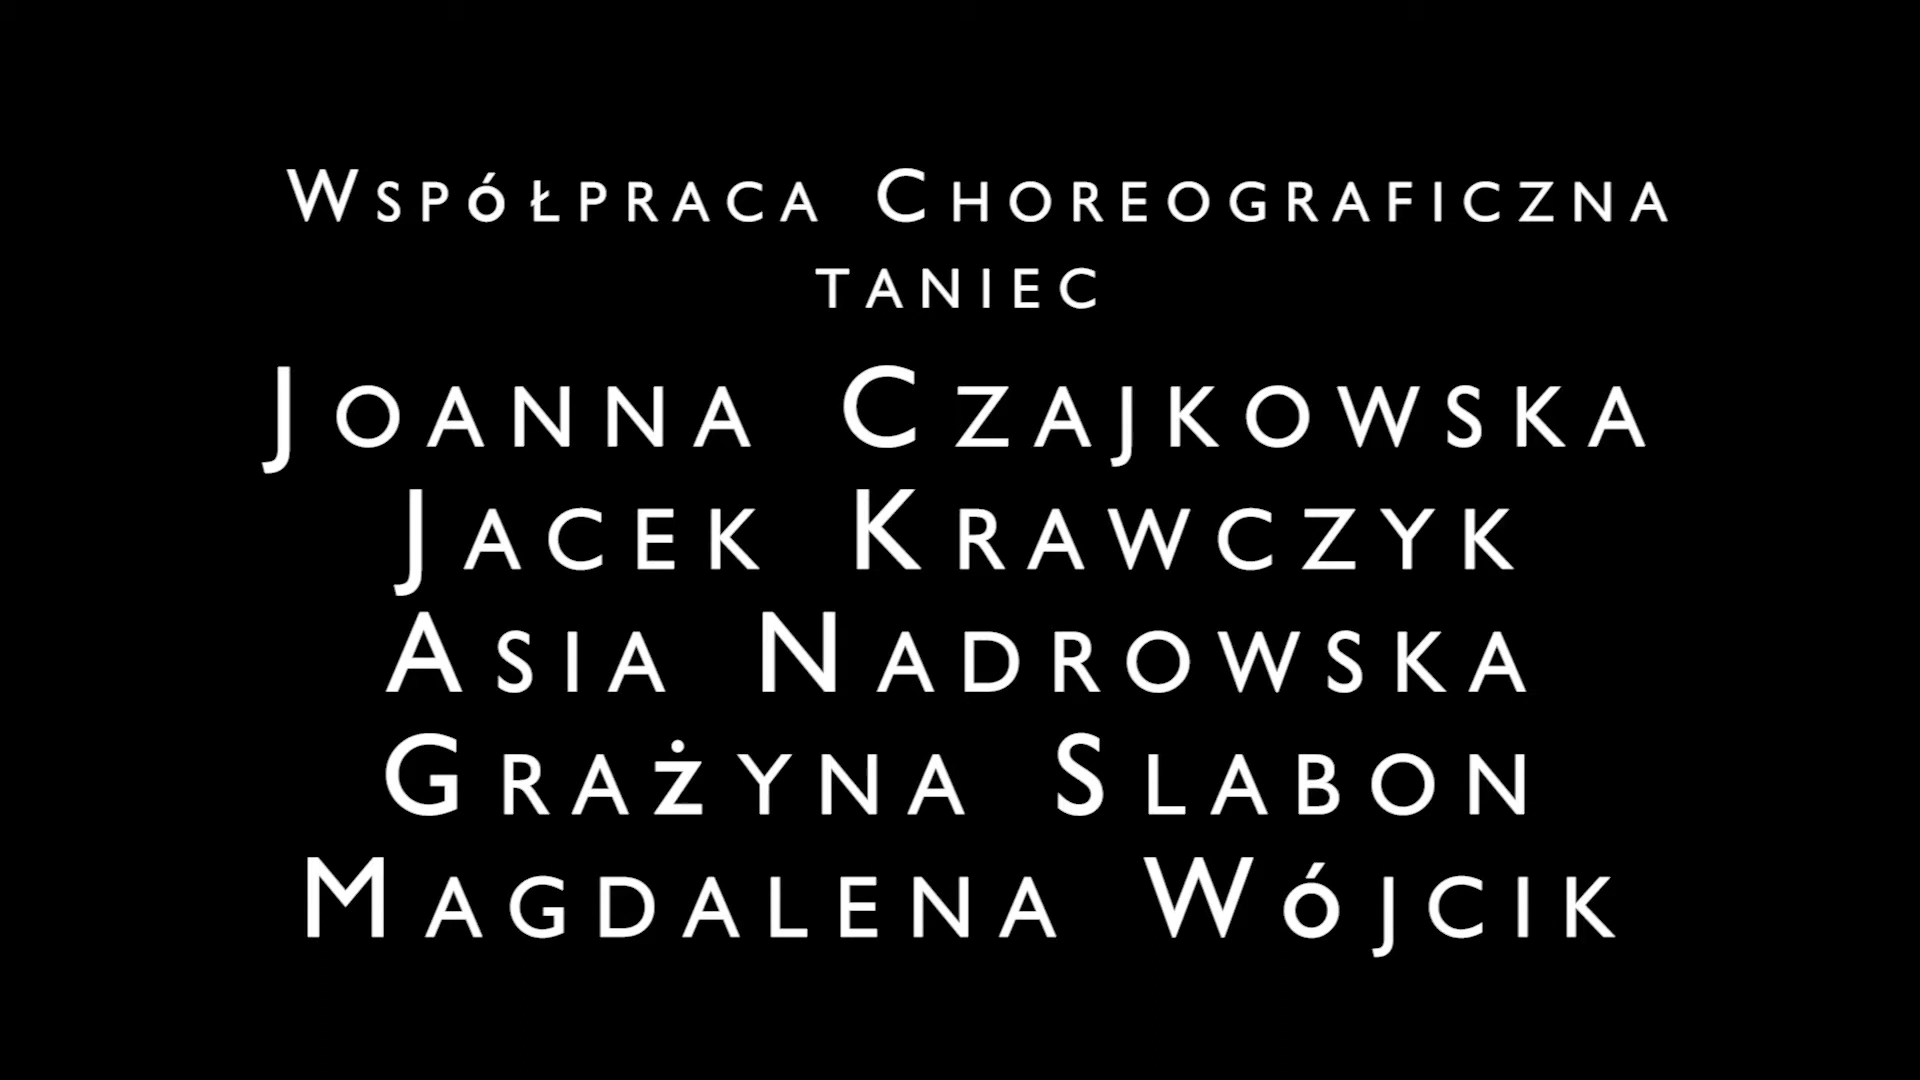 Współpraca Choreograficzna
taniec
Joanna Czajkowska
Jacek Krawczyk
Asia Nadrowska
Grażyna Slabon
Magdalena Wójcik